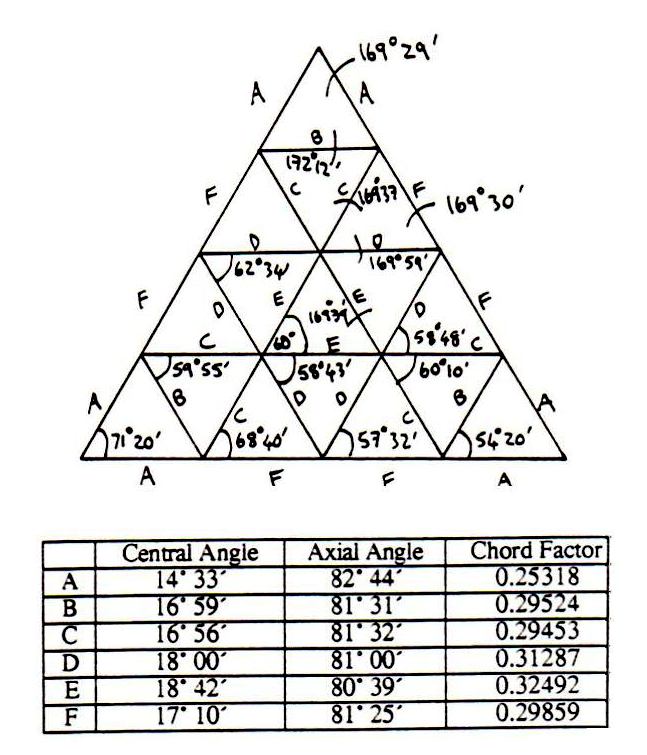 169°29′
A A
B
172°12′
F C C 169°37 F
169°30′
D D
62°34′ 169°59′
F D E 169°39′ E D F
60° E 58°48′
C C
59°55′ 58°43′ 60°10′
A B C D D C B A
71°20′ 68°40′ 57°32′ 54°20′
A F F A
Central Angle Axial Angle Chord Factor
A 14° 33´ 82° 44´ 0.25318
B 16° 59´ 81° 31´ 0.29524
C 16° 56´ 81° 32´ 0.29453
D 18° 00´ 81° 00´ 0.31287
E 18° 42´ 80° 39´ 0.32492
F 17° 10´ 81° 25´ 0.29859